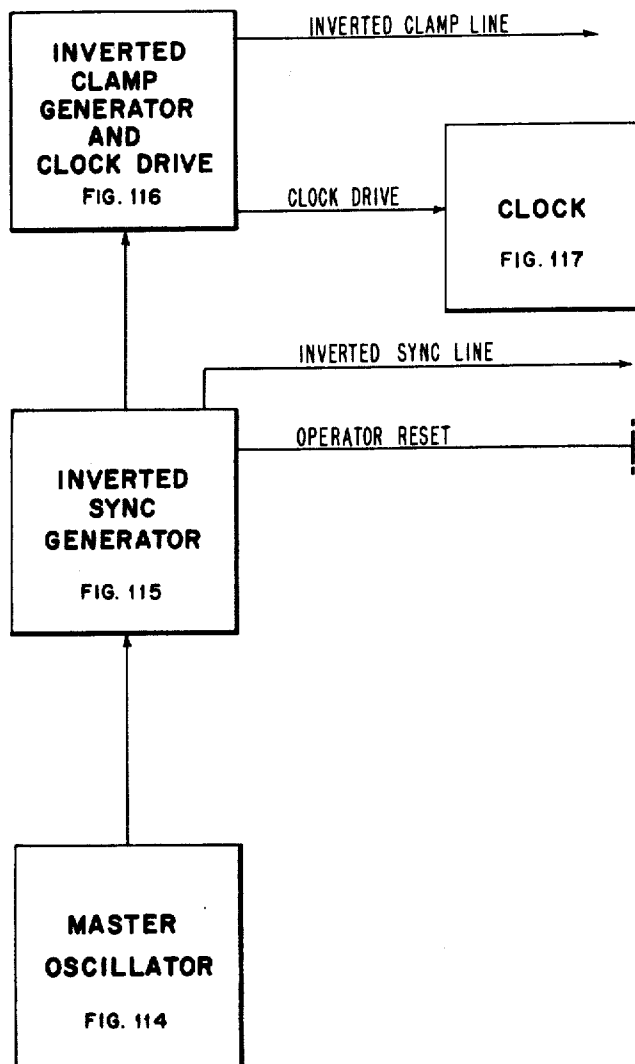 INVERTED CLAMP LINE
INVERTED
CLAMP
GENERATOR
AND
CLOCK DRIVE
FIG. 116
CLOCK DRIVE
CLOCK
FIG. 117
INVERTED SYNC LINE
OPERATOR RESET
INVERTED
SYNC
GENERATOR
FIG. 115
MASTER
OSCILLATOR
FIG. 114